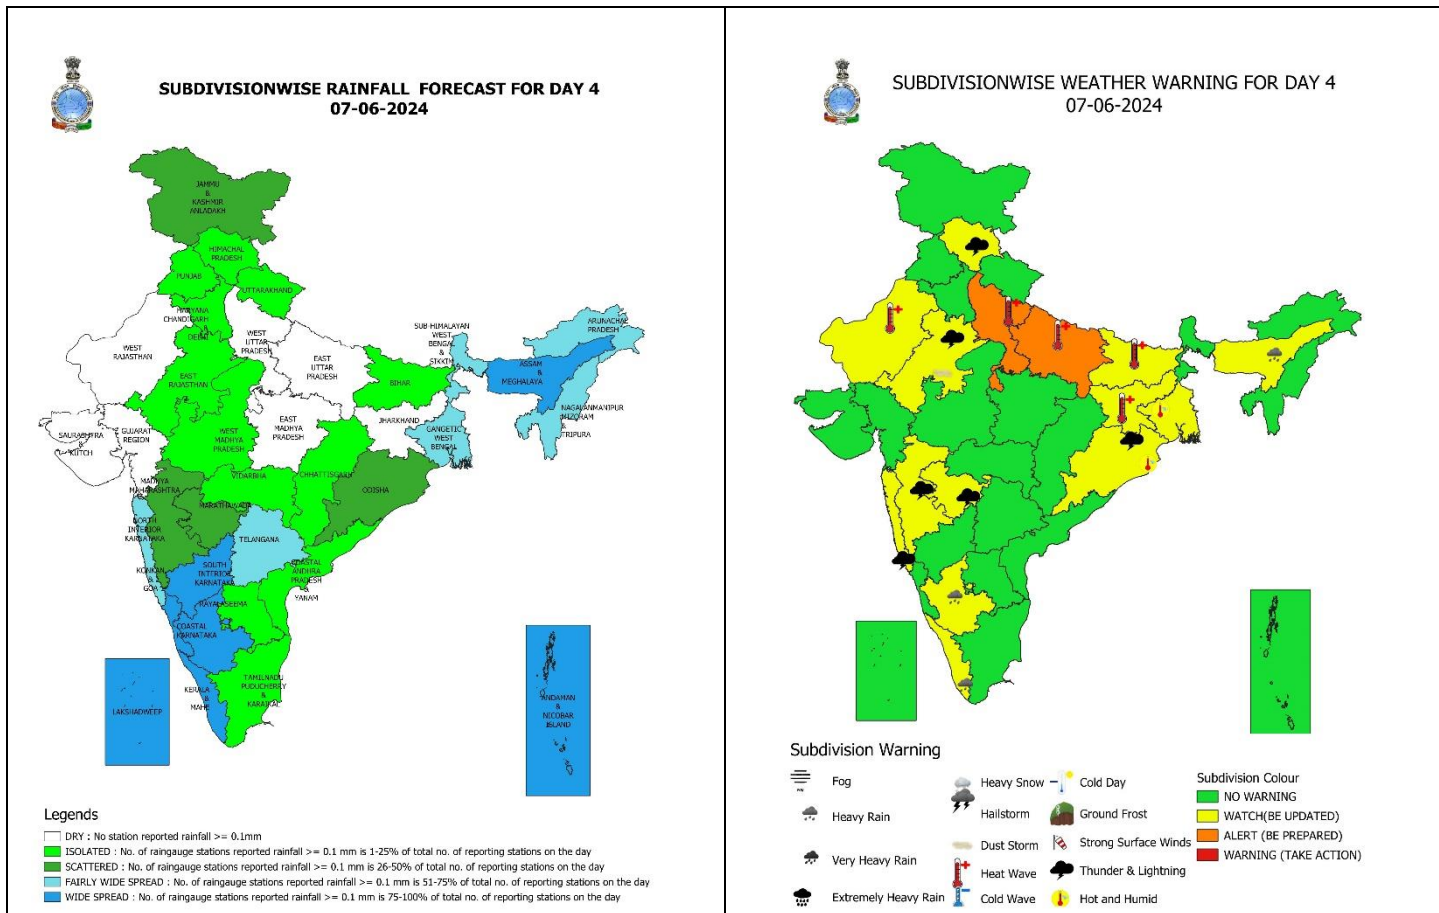 SUBDIVISIONWISE RAINFALL FORECAST FOR DAY 4
07-06-2024
JAMMU
&
KASHMIR
ANLADAKH
HIMACHAL
PRADESH
PUNJAB
UTTARAKHAND
HARYANA
CHANDIGARH
&
DELHI
WEST
UTTAR
PRADESH
WEST
RAJASTHAN
EAST
UTTAR
PRADESH
SUB-HIMALAYAN
WEST
BENGAL
&
SIKKIM
ARUNACHAL
PRADESH
ASSAM
&
MEGHALAYA
EAST
RAJASTHAN
BIHAR
NAGALANMANIPUR
MIZORAM
&
TRIPURA
SAURASHTRA
&
KUTCH
GUJARAT
REGION
WEST
MADHYA
PRADESH
EAST
MADHYA
PRADESH
JHARKHAND
GANGETIC
WEST
BENGAL
VIDARBHA
CHHATTISGARH
ODISHA
MADHYA
MAHARASHTRA
MARATHAWADA
NORTH
INTERIOR
KARNATAKA
TELANGANA
KONKAN
&
GOA
SOUTH
INTERIOR
KARNATAKA
COASTAL
ANDHRA
PRADESH
&
YANAM
RAYALASEEMA
COASTAL
KARNATAKA
KERALA
&
MAHE
TAMILNADU
PUDUCHERRY
&
KARAIKAL
LAKSHADWEEP
ANDAMAN
&
NICOBAR
ISLAND
Legends
DRY : No station reported rainfall >= 0.1mm
ISOLATED : No. of raingauge stations reported rainfall >= 0.1 mm is 1-25% of total no. of reporting stations on the day
SCATTERED : No. of raingauge stations reported rainfall >= 0.1 mm is 26-50% of total no. of reporting stations on the day
FAIRLY WIDE SPREAD : No. of raingauge stations reported rainfall >= 0.1 mm is 51-75% of total no. of reporting stations on the day
WIDE SPREAD : No. of raingauge stations reported rainfall >= 0.1 mm is 75-100% of total no. of reporting stations on the day
SUBDIVISIONWISE WEATHER WARNING FOR DAY 4
07-06-2024
Subdivision Warning
Fog
Heavy Rain
Very Heavy Rain
Extremely Heavy Rain
Heavy Snow
Hailstorm
Dust Storm
Heat Wave
Cold Wave
Cold Day
Ground Frost
Strong Surface Winds
Thunder & Lightning
Hot and Humid
Subdivision Colour
NO WARNING
WATCH(BE UPDATED)
ALERT (BE PREPARED)
WARNING (TAKE ACTION)